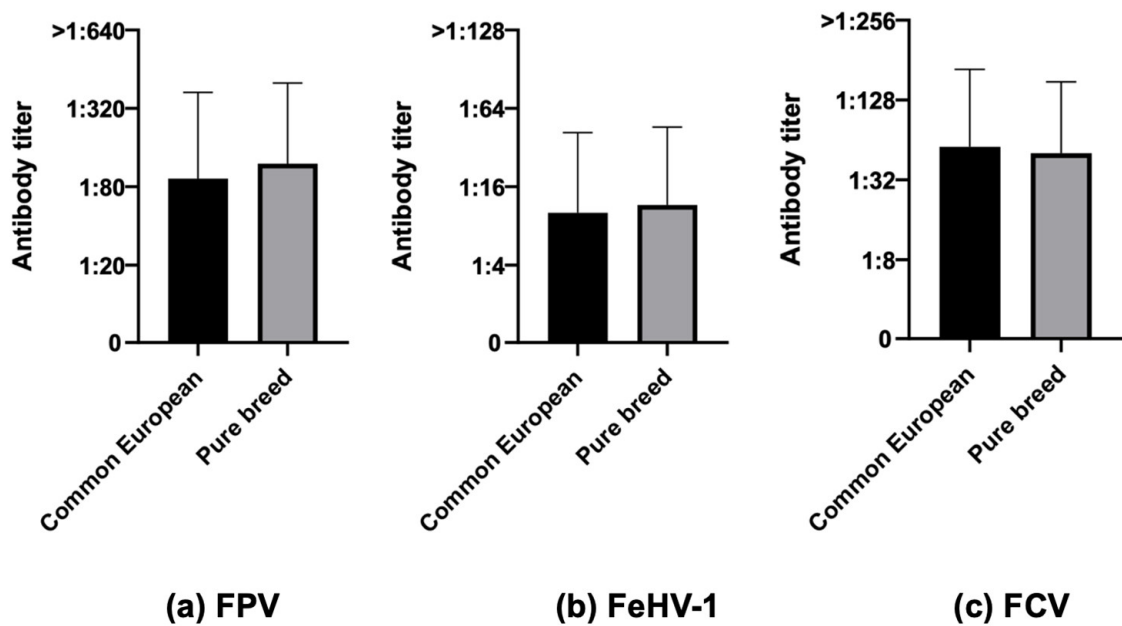 Antibody titer
>1:640
1:320
1:80
1:20
0
Common European
Pure breed
(a) FPV
Antibody titer
>1:128
1:64
1:16
1:4
0
Common European
Pure breed
(b) FeHV-1
Antibody titer
>1:256
1:128
1:32
1:8
0
Common European
Pure breed
(c) FCV